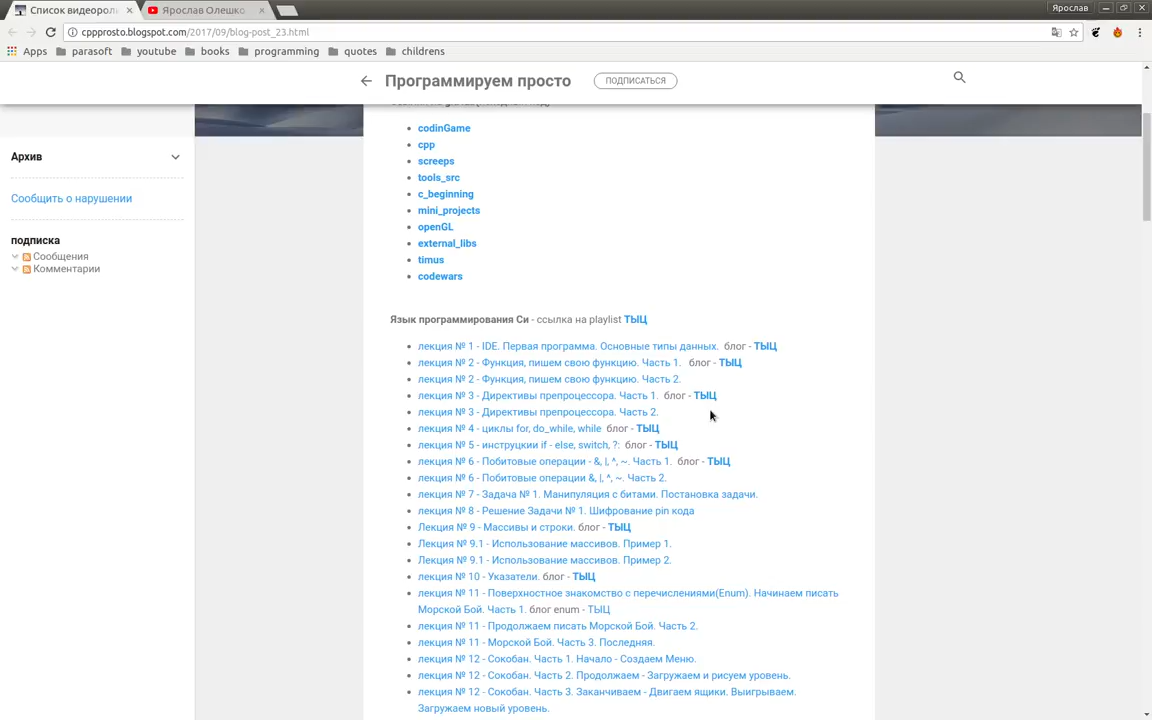 Ярослав
Список видеорол
Ярослав Олешко
cppprosto.blogspot.com/2017/09/blog-post_23.html
Apps parasoft youtube books programming quotes childrens
Программируем просто ПОДПИСАТЬСЯ
Архив
Сообщить о нарушении
подписка
Сообщения
Комментарии
codinGame
cpp
screeps
tools_src
c_beginning
mini_projects
openGL
external_libs
timus
codewars
Язык программирования Си - ссылка на playlist ТЫЦ
лекция № 1 - IDE. Первая программа. Основные типы данных. блог - ТЫЦ
лекция № 2 - Функция, пишем свою функцию. Часть 1. блог - ТЫЦ
лекция № 2 - Функция, пишем свою функцию. Часть 2.
лекция № 3 - Директивы препроцессора. Часть 1. блог - ТЫЦ
лекция № 3 - Директивы препроцессора. Часть 2.
лекция № 4 - циклы for, do_while, while блог - ТЫЦ
лекция № 5 - инструкции if - else, switch, ?: блог - ТЫЦ
лекция № 6 - Побитовые операции - &, |, ^, ~. Часть 1. блог - ТЫЦ
лекция № 6 - Побитовые операции &, |, ^, ~. Часть 2.
лекция № 7 - Задача № 1. Манипуляция с битами. Постановка задачи.
лекция № 8 - Решение Задачи № 1. Шифрование pin кода
Лекция № 9 - Массивы и строки. блог - ТЫЦ
Лекция № 9.1 - Использование массивов. Пример 1.
Лекция № 9.1 - Использование массивов. Пример 2.
лекция № 10 - Указатели. блог - ТЫЦ
лекция № 11 - Поверхностное знакомство с перечислениями(Enum). Начинаем писать
Морской Бой. Часть 1. блог enum - ТЫЦ
лекция № 11 - Продолжаем писать Морской Бой. Часть 2.
лекция № 11 - Морской Бой. Часть 3. Последняя.
лекция № 12 - Сокобан. Часть 1. Начало - Создаем Меню.
лекция № 12 - Сокобан. Часть 2. Продолжаем - Загружаем и рисуем уровень.
лекция № 12 - Сокобан. Часть 3. Заканчиваем - Двигаем ящики. Выигрываем.
Загружаем новый уровень.